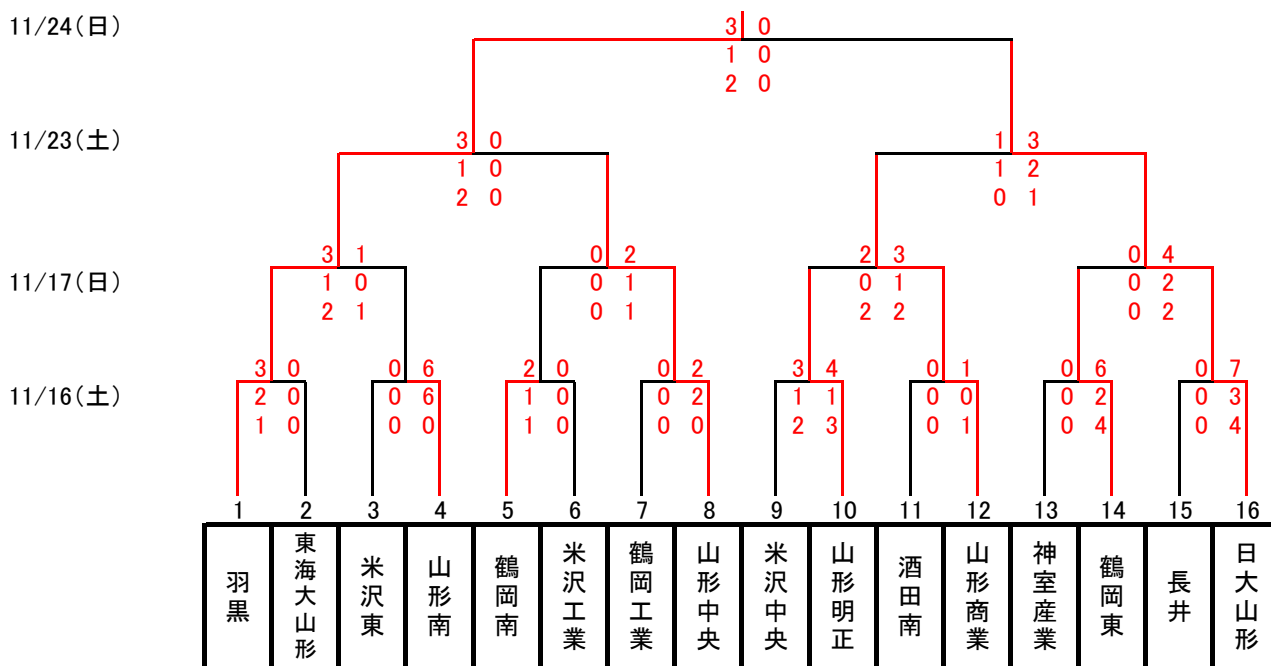 11/24(日)
3 0
1 0
2 0
11/23(土)
3 0 1 3
1 0 1 2
2 0 0 1
3 1 0 2 2 3 0 4
11/17(日)
1 0 0 1 0 1 0 2
2 1 0 1 2 2 0 2
3 0 0 6 2 0 0 2 3 4 0 1 0 6 0 7
11/16(土)
2 0 0 6 1 0 0 2 1 1 0 0 0 2 0 3
1 0 0 0 1 0 0 0 2 3 0 1 0 4 0 4
1 2 3 4 5 6 7 8 9 10 11 12 13 14 15 16
羽黒
東海大山形
米沢東
山形南
鶴岡南
米沢工業
鶴岡工業
山形中央
米沢中央
山形明正
酒田南
山形商業
神室産業
鶴岡東
長井
日大山形